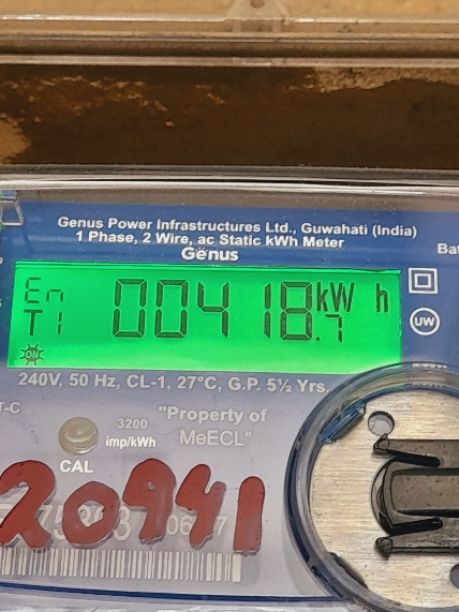 Genus Power Infrastructures Ltd., Guwahati (India)
1 Phase, 2 Wire, ac Static kWh Meter
Genus
En
T1
00418.7 kWh
ON
UW
240V, 50 Hz, CL-1, 27°C, G.P. 5½ Yrs.
3200
imp/kWh
"Property of
MeECL"
CAL
20941